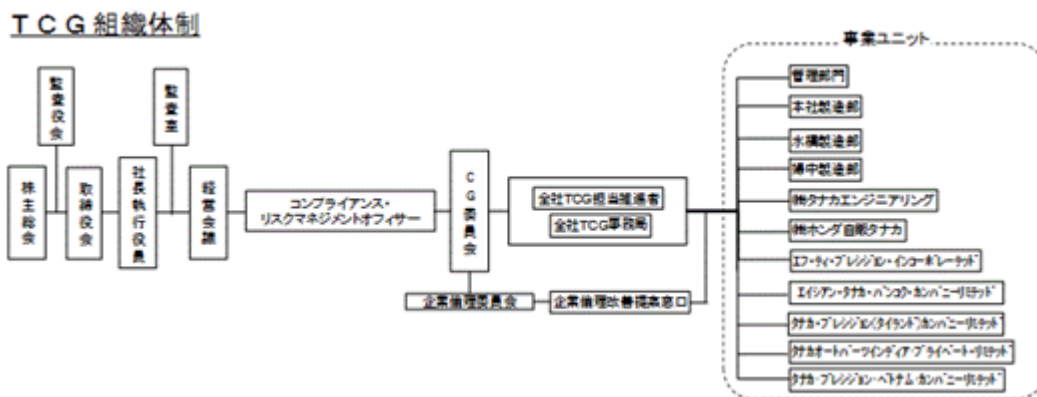 TCG組織体制
事業ユニット
監査役会
監査室
株主総会
取締役会
社長執行役員
経営会議
コンプライアンス・
リスクマネジメントオフィサー
CG委員会
全社TCG担当推進者
全社TCG事務局
企業倫理委員会
企業倫理改善提案窓口
管理部門
本社製造部
水橋製造部
婦中製造部
㈱タナカエンジニアリング
㈱ホンダ自販タナカ
エフ・ティ・プレシジョン・インコーポレーテッド
エイシアン・タナカ・バンコク・カンパニーリミテッド
タナカ・プレシジョン(タイランド)カンパニーリミテッド
タナカオートパーツインディア・プライベート・リミテッド
タナカ・プレシジョン・ベトナム・カンパニーリミテッド